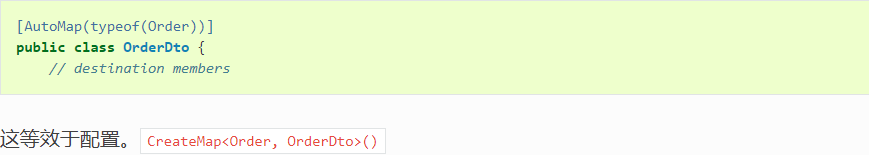 [AutoMap(typeof(Order))]
public class OrderDto {
    // destination members
这等效于配置。 CreateMap<Order, OrderDto>()